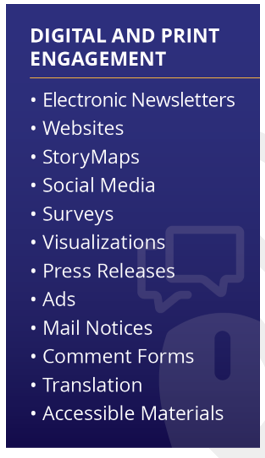 DIGITAL AND PRINT
ENGAGEMENT
• Electronic Newsletters
• Websites
• StoryMaps
• Social Media
• Surveys
• Visualizations
• Press Releases
• Ads
• Mail Notices
• Comment Forms
• Translation
• Accessible Materials